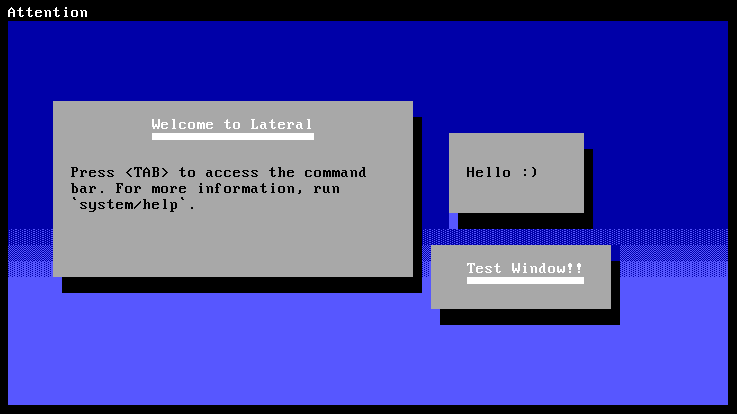 Attention
Welcome to Lateral
Press <TAB> to access the command
bar. For more information, run
`system/help`.
Hello :)
Test Window!!